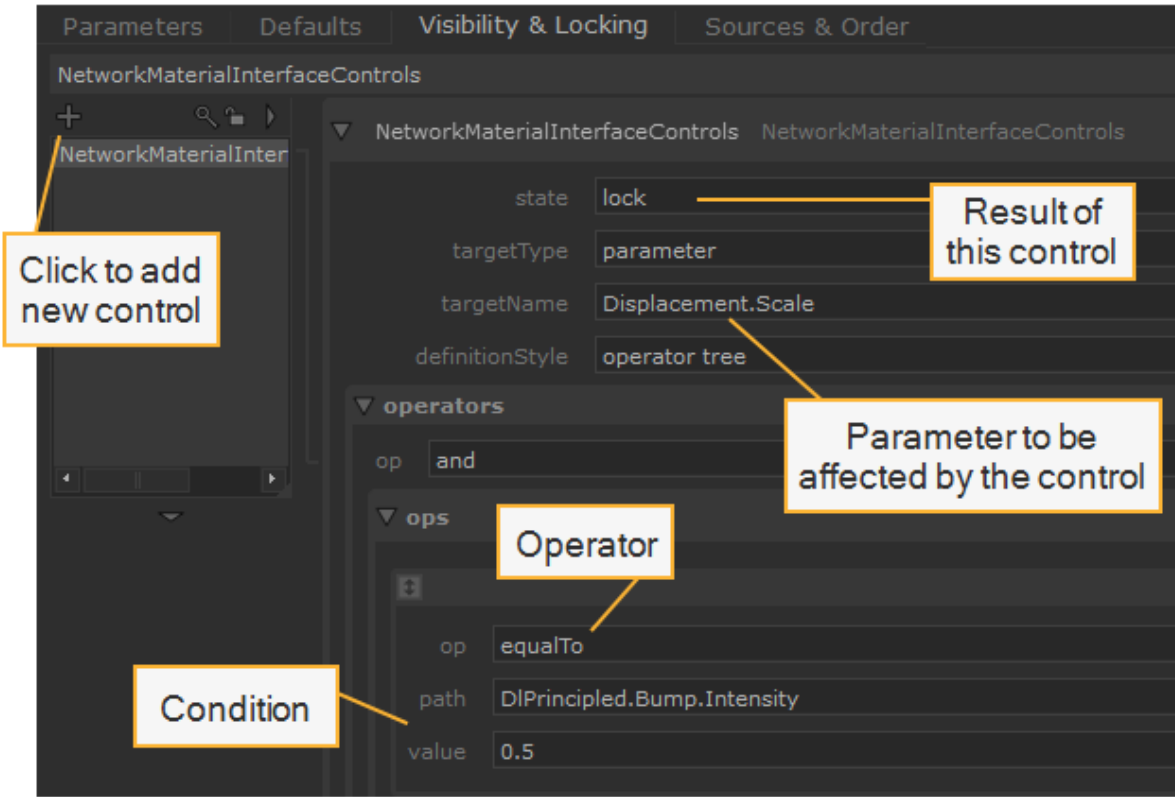 Parameters Defaults Visibility & Locking Sources & Order
NetworkMaterialInterfaceControls
NetworkMaterialInter
NetworkMaterialInterfaceControls NetworkMaterialInterfaceControls
state lock
Result of
this control
targetType parameter
Click to add
new control
targetName Displacement.Scale
definitionStyle operator tree
operators
Parameter to be
affected by the control
op and
ops
Operator
op equalTo
Condition
path DlPrincipled.Bump.Intensity
value 0.5